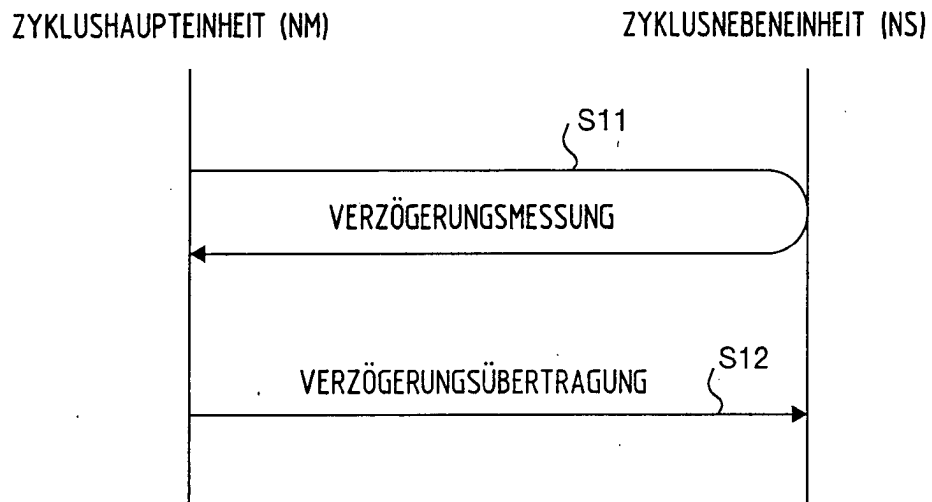 ZYKLUSHAUPTEINHEIT (NM)
ZYKLUSNEBENEINHEIT (NS)
S11
VERZÖGERUNGSMESSUNG
S12
VERZÖGERUNGSÜBERTRAGUNG